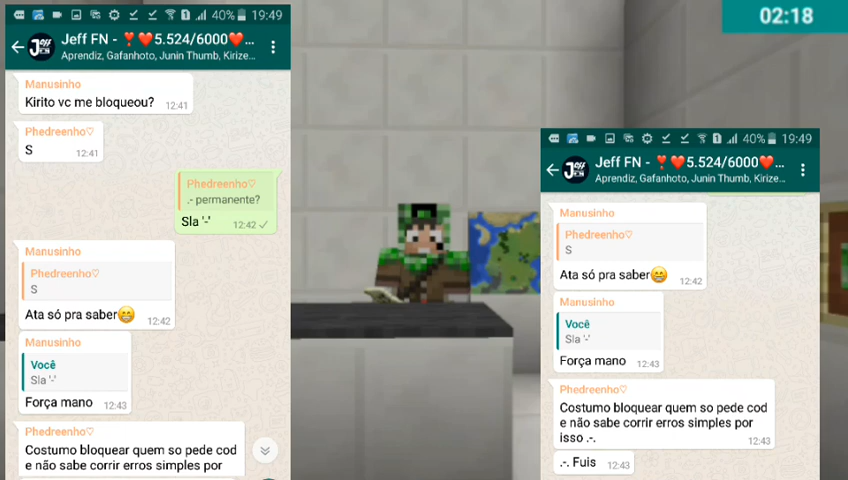 40% 19:49
Jeff FN - ❣❤5.524/6000❤...
Aprendiz, Gafanhoto, Junin Thumb, Kirize...
Manusinho
Kirito vc me bloqueou?
12:41
Phedreenho♡
S
12:41
Phedreenho♡
.- permanente?
Sla '-'
12:42
Manusinho
Phedreenho♡
S
Ata só pra saber😁
12:42
Manusinho
Você
Sla '-'
Força mano
12:43
Phedreenho♡
Costumo bloquear quem so pede cod
e não sabe corrir erros simples por
02:18
40% 19:49
Jeff FN - ❣❤5.524/6000❤...
Aprendiz, Gafanhoto, Junin Thumb, Kirize...
Manusinho
Phedreenho♡
S
Ata só pra saber😁
12:42
Manusinho
Você
Sla '-'
Força mano
12:43
Phedreenho♡
Costumo bloquear quem so pede cod
e não sabe corrir erros simples por
isso .-.
12:43
.-. Fuis
12:43
Jeff
FN
Jeff
FN